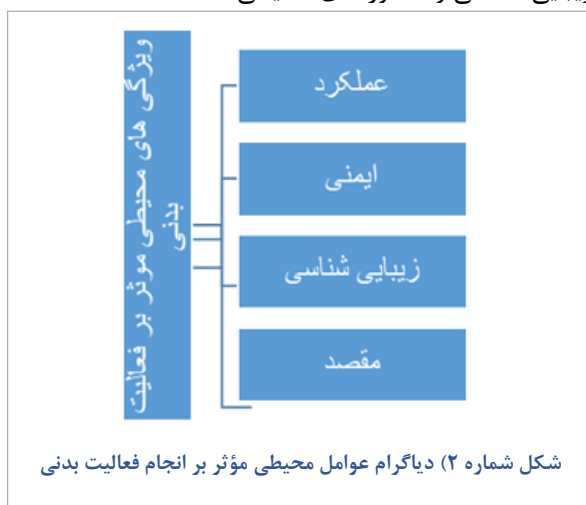 ویژگی های محیطی موثر بر فعالیت
بدنی
عملکرد
ایمنی
زیبایی شناسی
مقصد
شکل شماره ۲) دیاگرام عوامل محیطی مؤثر بر انجام فعالیت بدنی